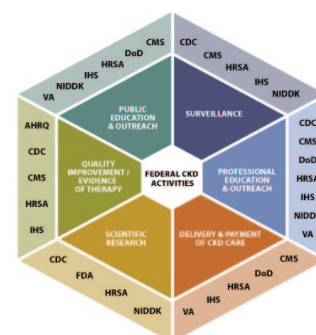 CMS
DoD
HRSA
IHS
NIDDK
VA
PUBLIC
EDUCATION
& OUTREACH
CDC
CMS
HRSA
IHS
NIDDK
SURVEILLANCE
AHRQ
CDC
CMS
HRSA
IHS
QUALITY
IMPROVEMENT /
EVIDENCE
OF THERAPY
FEDERAL CKD
ACTIVITIES
PROFESSIONAL
EDUCATION
& OUTREACH
CDC
CMS
DoD
HRSA
IHS
NIDD
VA
SCIENTIFIC
RESEARCH
CDC
FDA
HRSA
NIDDK
DELIVERY & PAYMENT
OF CKD CARE
CMS
DoD
HRSA
IHS
VA